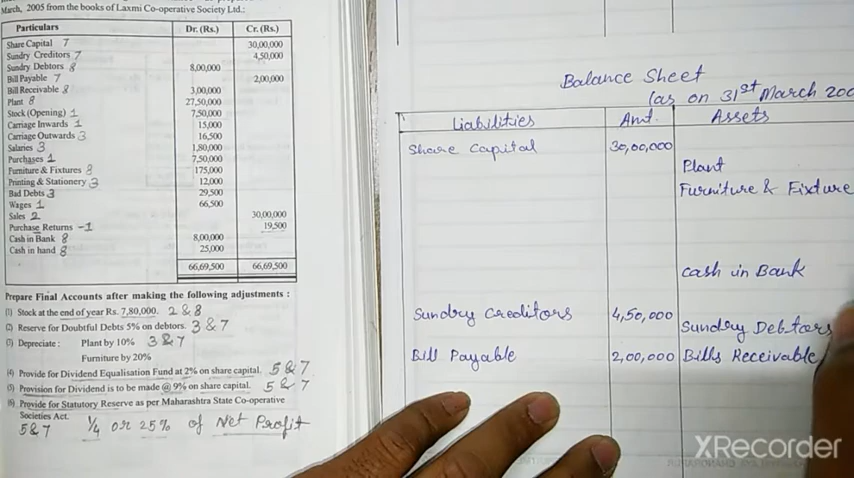 March, 2005 from the books of Laxmi Co-operative Society Ltd.:
Particulars Dr. (Rs.) Cr. (Rs.)
Share Capital 7 30,00,000
Sundry Creditors 7 4,50,000
Sundry Debtors 8 8,00,000
Bill Payable 7 2,00,000
Bill Receivable 8 3,00,000
Plant 8 27,50,000
Stock (Opening) 1 7,50,000
Carriage Inwards 1 15,000
Carriage Outwards 3 16,500
Salaries 3 1,80,000
Purchases 1 7,50,000
Furniture & Fixtures 8 175,000
Printing & Stationery 3 12,000
Bad Debts 3 29,500
Wages 1 66,500
Sales 2 30,00,000
Purchase Returns -1 19,500
Cash in Bank 8 8,00,000
Cash in hand 8 25,000
66,69,500 66,69,500
Prepare Final Accounts after making the following adjustments :
(1) Stock at the end of year Rs. 7,80,000. 2 & 8
(2) Reserve for Doubtful Debts 5% on debtors. 3 & 7
(3) Depreciate : Plant by 10% 3 & 7
Furniture by 20%
(4) Provide for Dividend Equalisation Fund at 2% on share capital. 5 & 7
(5) Provision for Dividend is to be made @ 9% on share capital. 5 & 7
(6) Provide for Statutory Reserve as per Maharashtra State Co-operative
Societies Act.
5 & 7 1/4 or 25% of Net Profit
Balance Sheet
(as on 31st March 200
Liabilities Amt. Assets
Share Capital 30,00,000
Plant
Furniture & Fixture
Cash in Bank
Sundry Creditors 4,50,000
Sundry Debtors
Bill Payable 2,00,000 Bills Receivable
XRecorder